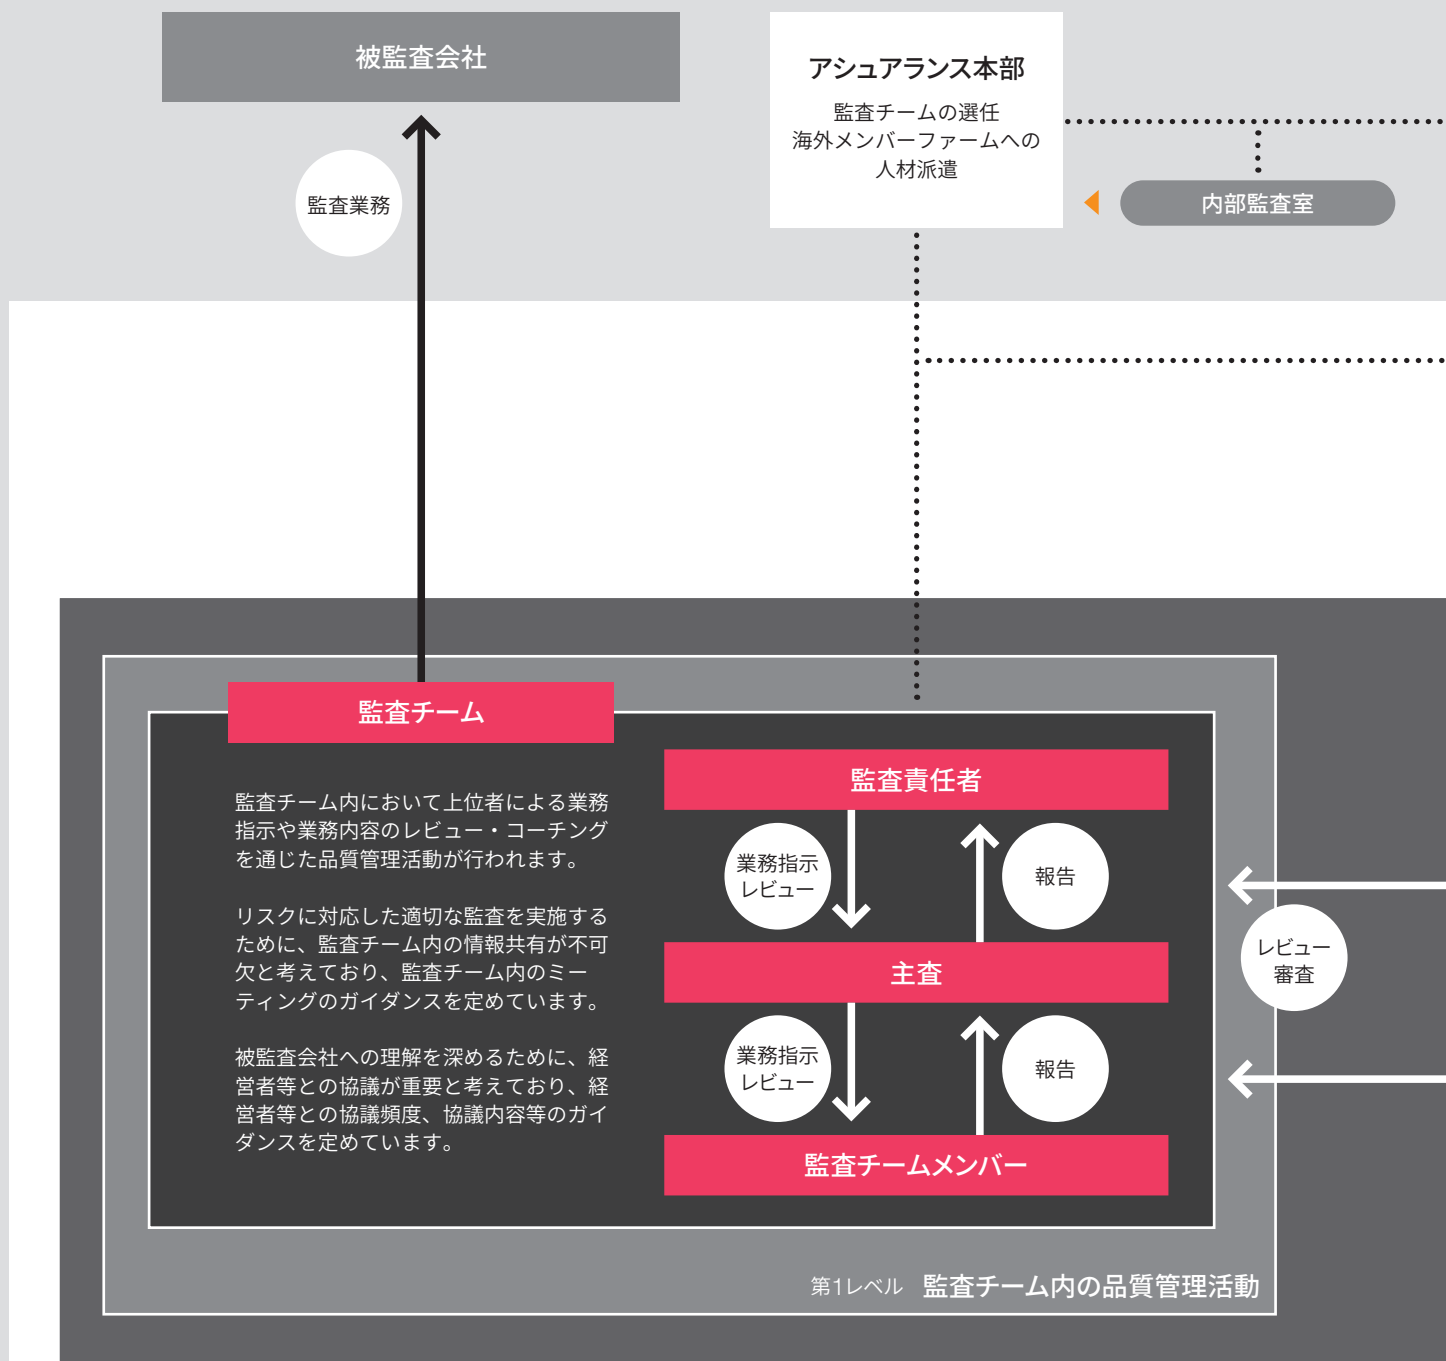 被監査会社
監査業務
アシュアランス本部
監査チームの選任
海外メンバーファームへの
人材派遣
内部監査室
監査チーム
監査チーム内において上位者による業務
指示や業務内容のレビュー・コーチング
を通じた品質管理活動が行われます。
リスクに対応した適切な監査を実施する
ために、監査チーム内の情報共有が不可
欠と考えており、監査チーム内のミー
ティングのガイダンスを定めています。
被監査会社への理解を深めるために、経
営者等との協議が重要と考えており、経
営者等との協議頻度、協議内容等のガイ
ダンスを定めています。
監査責任者
業務指示
レビュー
報告
主査
業務指示
レビュー
報告
監査チームメンバー
レビュー
審査
第1レベル 監査チーム内の品質管理活動